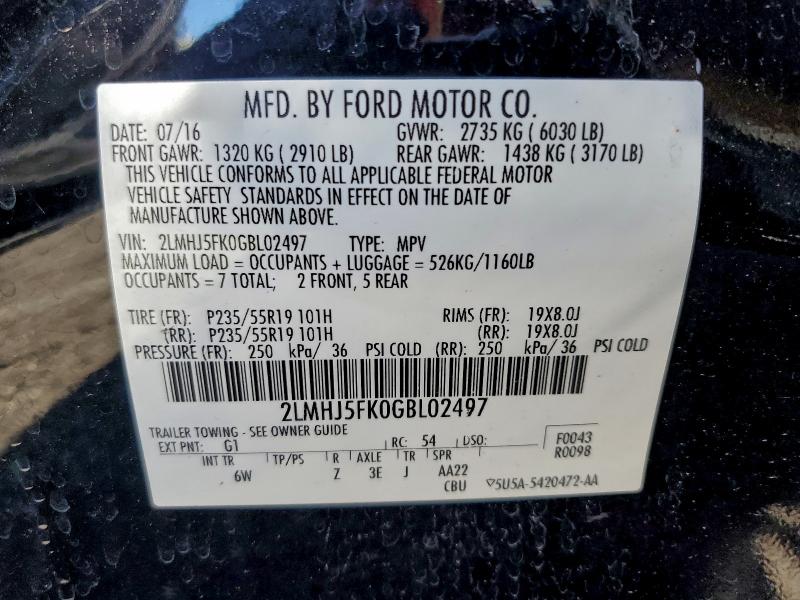 MFD. BY FORD MOTOR CO.
DATE: 07/16 GVWR: 2735 KG ( 6030 LB)
FRONT GAWR: 1320 KG ( 2910 LB) REAR GAWR: 1438 KG ( 3170 LB)
THIS VEHICLE CONFORMS TO ALL APPLICABLE FEDERAL MOTOR
VEHICLE SAFETY STANDARDS IN EFFECT ON THE DATE OF
MANUFACTURE SHOWN ABOVE.
VIN: 2LMHJ5FK0GBL02497 TYPE: MPV
MAXIMUM LOAD = OCCUPANTS + LUGGAGE = 526KG/1160LB
OCCUPANTS = 7 TOTAL; 2 FRONT, 5 REAR
TIRE (FR): P235/55R19 101H RIMS (FR): 19X8.0J
(RR): P235/55R19 101H (RR): 19X8.0J
PRESSURE (FR): 250 kPa/ 36 PSI COLD (RR): 250 kPa/ 36 PSI COLD
2LMHJ5FK0GBL02497
TRAILER TOWING - SEE OWNER GUIDE
EXT PNT: G1 RC: 54 DSO: F0043
R0098
INT TR TP/PS R AXLE TR SPR
6W Z 3E J AA22
CBU 5U5A-5420472-AA